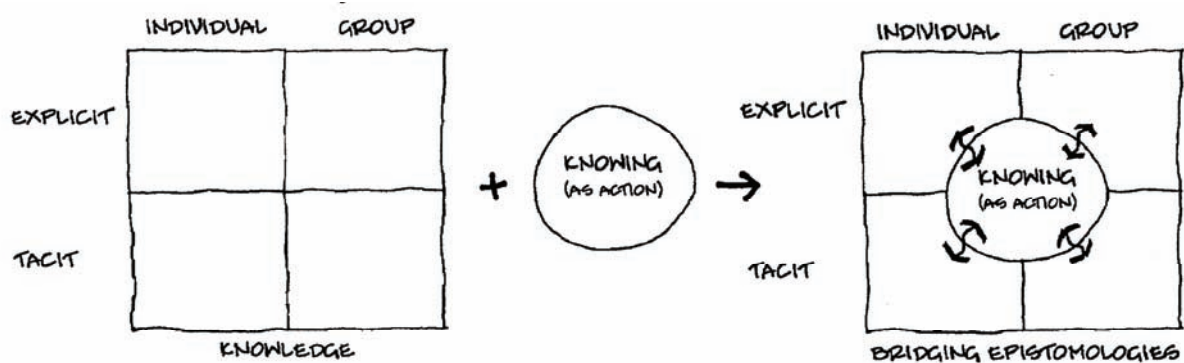 INDIVIDUAL GROUP
EXPLICIT
TACIT
KNOWLEDGE
+
KNOWING
(AS ACTION)
→
INDIVIDUAL GROUP
EXPLICIT
TACIT
KNOWING
(AS ACTION)
BRIDGING EPISTOMOLOGIES